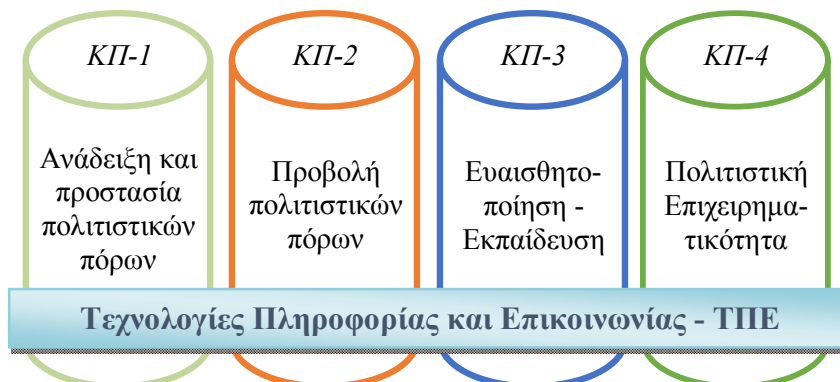 ΚΠ-1
ΚΠ-2
ΚΠ-3
ΚΠ-4
Ανάδειξη και
προστασία
πολιτιστικών
πόρων
Προβολή
πολιτιστικών
πόρων
Ευαισθητο-
ποίηση -
Εκπαίδευση
Πολιτιστική
Επιχειρημα-
τικότητα
Τεχνολογίες Πληροφορίας και Επικοινωνίας - ΤΠΕ